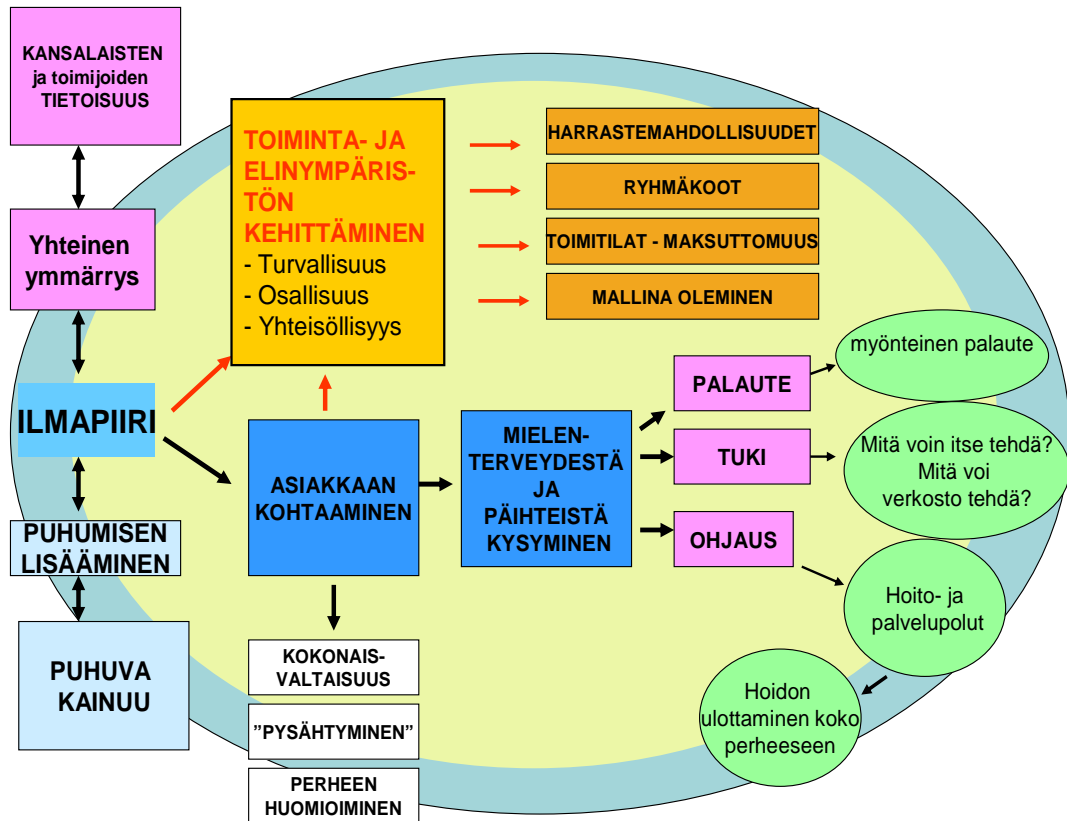 KANSALAISTEN
ja toimijoiden
TIETOISUUS
Yhteinen
ymmärrys
ILMAPIIRI
PUHUMISEN
LISÄÄMINEN
PUHUVA
KAINUU
TOIMINTA- JA
ELINYMPÄRIS-
TÖN
KEHITTÄMINEN
- Turvallisuus
- Osallisuus
- Yhteisöllisyys
HARRASTEMAHDOLLISUUDET
RYHMÄKOOT
TOIMITILAT - MAKSUTTOMUUS
MALLINA OLEMINEN
ASIAKKAAN
KOHTAAMINEN
MIELEN-
TERVEYDESTÄ
JA
PÄIHTEISTÄ
KYSYMINEN
PALAUTE
TUKI
OHJAUS
myönteinen palaute
Mitä voin itse tehdä?
Mitä voi
verkosto tehdä?
Hoito- ja
palvelupolut
Hoidon
ulottaminen koko
perheeseen
KOKONAIS-
VALTAISUUS
”PYSÄHTYMINEN”
PERHEEN
HUOMIOIMINEN